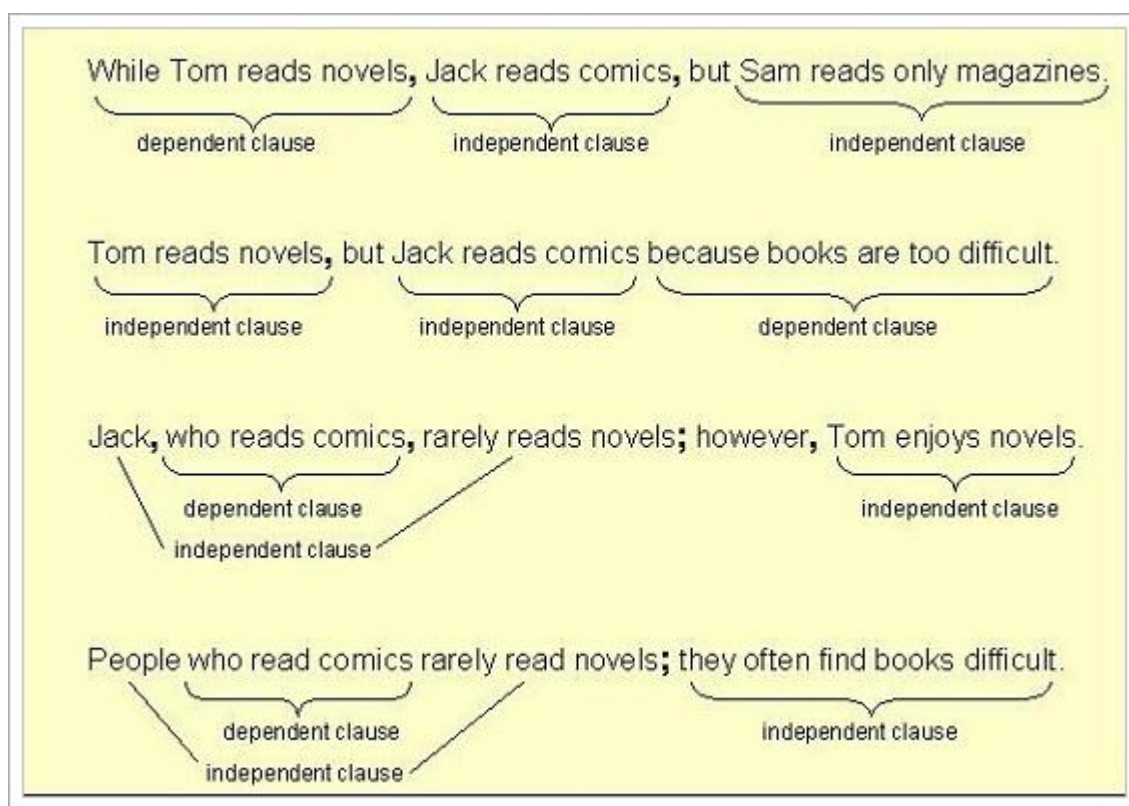 While Tom reads novels, Jack reads comics, but Sam reads only magazines.
dependent clause independent clause independent clause
Tom reads novels, but Jack reads comics because books are too difficult.
independent clause independent clause dependent clause
Jack, who reads comics, rarely reads novels; however, Tom enjoys novels.
dependent clause independent clause
independent clause
People who read comics rarely read novels; they often find books difficult.
dependent clause independent clause
independent clause